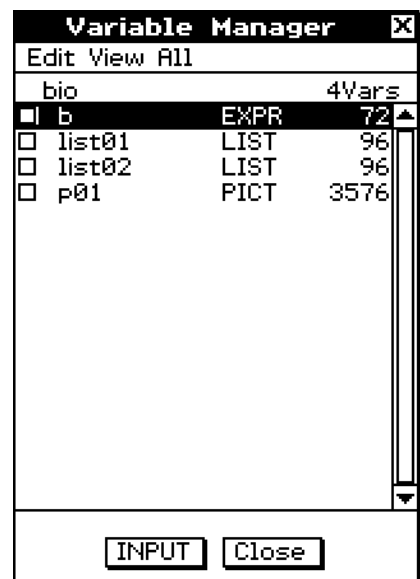 Variable Manager
Edit View All
bio 4Vars
b EXPR 72
list01 LIST 96
list02 LIST 96
p01 PICT 3576
INPUT Close